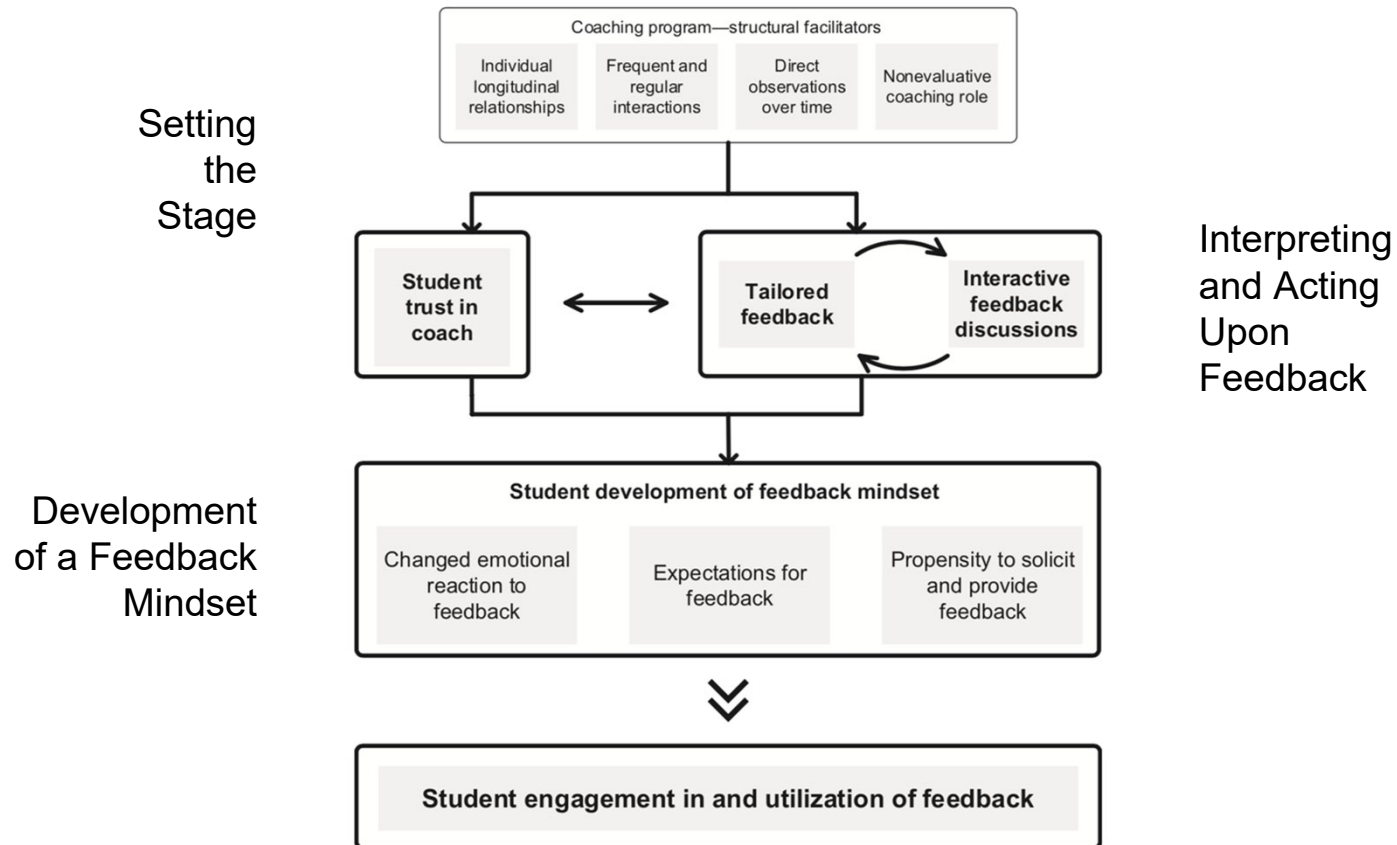 Coaching program—structural facilitators
Individual
longitudinal
relationships
Frequent and
regular
interactions
Direct
observations
over time
Nonevaluative
coaching role
Setting
the
Stage
Student
trust in
coach
Tailored
feedback
Interactive
feedback
discussions
Interpreting
and Acting
Upon
Feedback
Development
of a Feedback
Mindset
Student development of feedback mindset
Changed emotional
reaction to
feedback
Expectations for
feedback
Propensity to solicit
and provide
feedback
Student engagement in and utilization of feedback